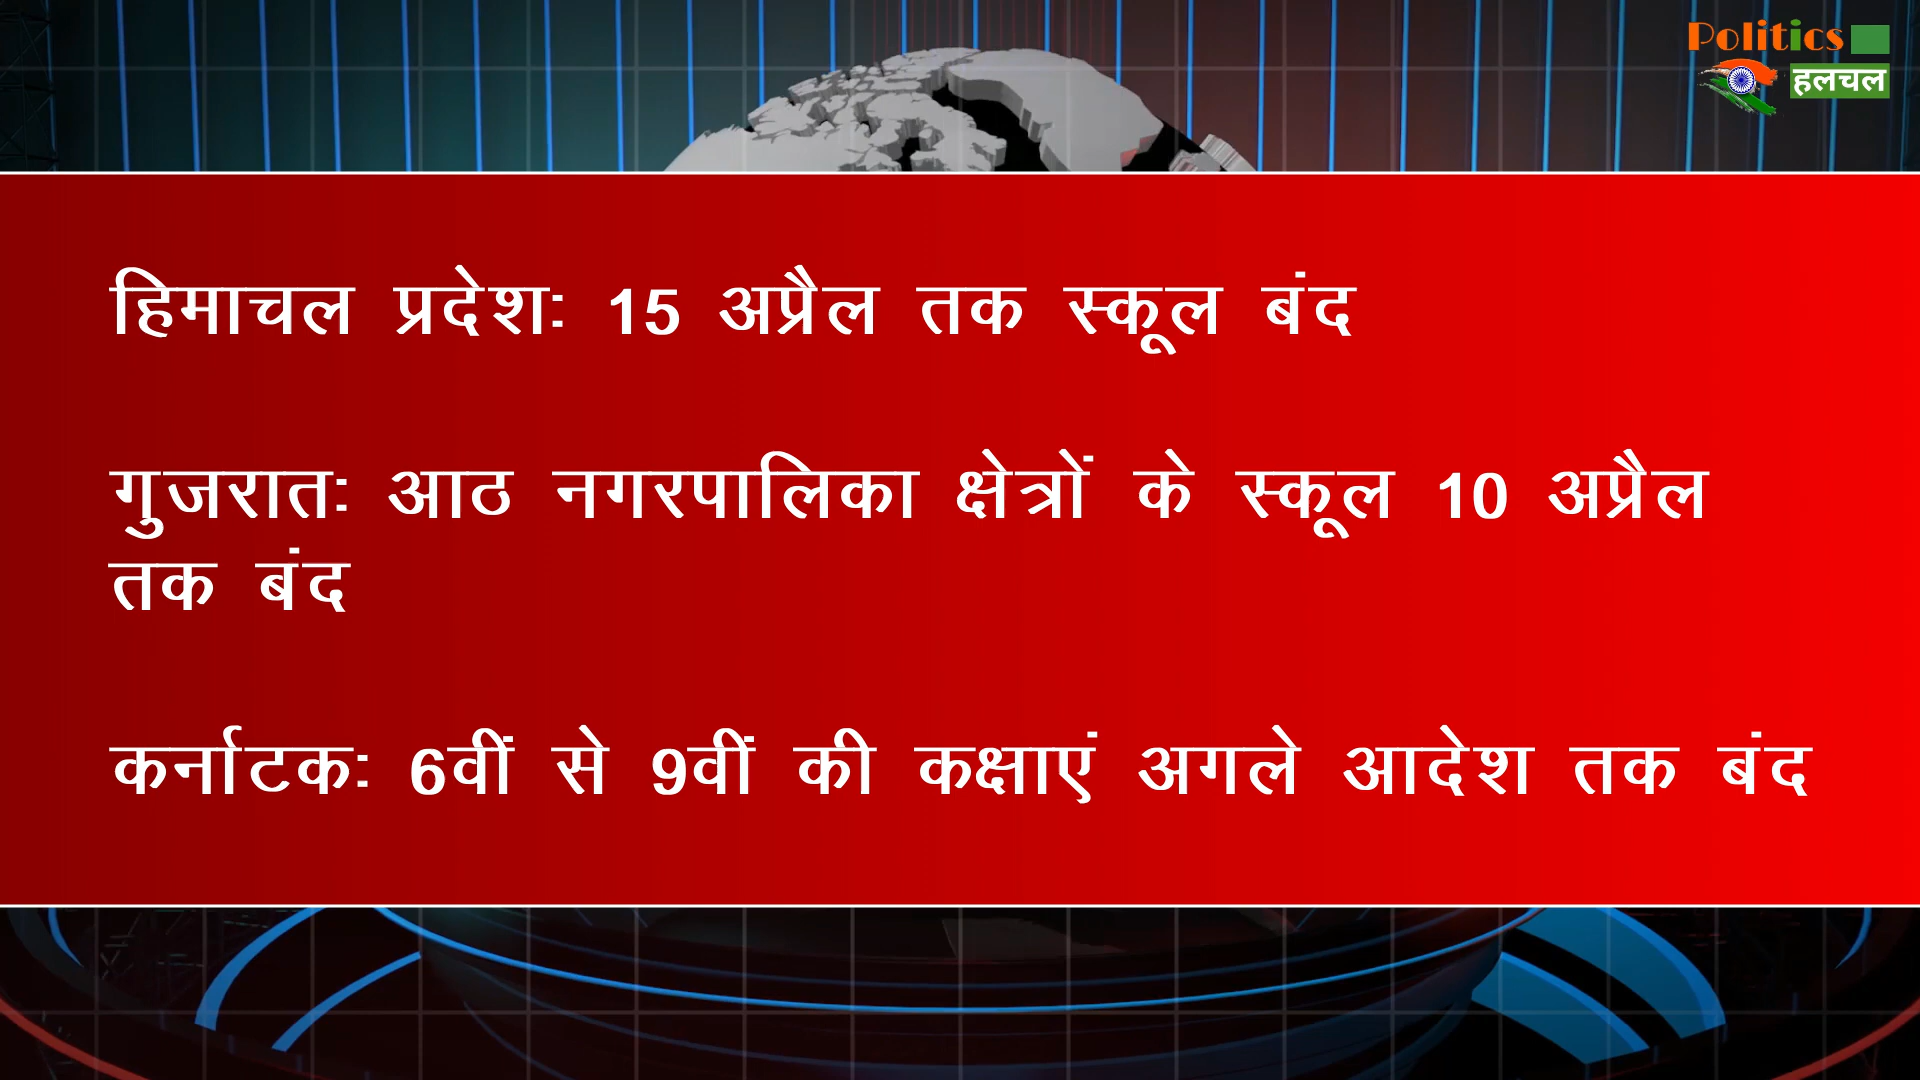 Politics
हलचल
हिमाचल प्रदेशः 15 अप्रैल तक स्कूल बंद
गुजरातः आठ नगरपालिका क्षेत्रों के स्कूल 10 अप्रैल
तक बंद
कर्नाटकः 6वीं से 9वीं की कक्षाएं अगले आदेश तक बंद